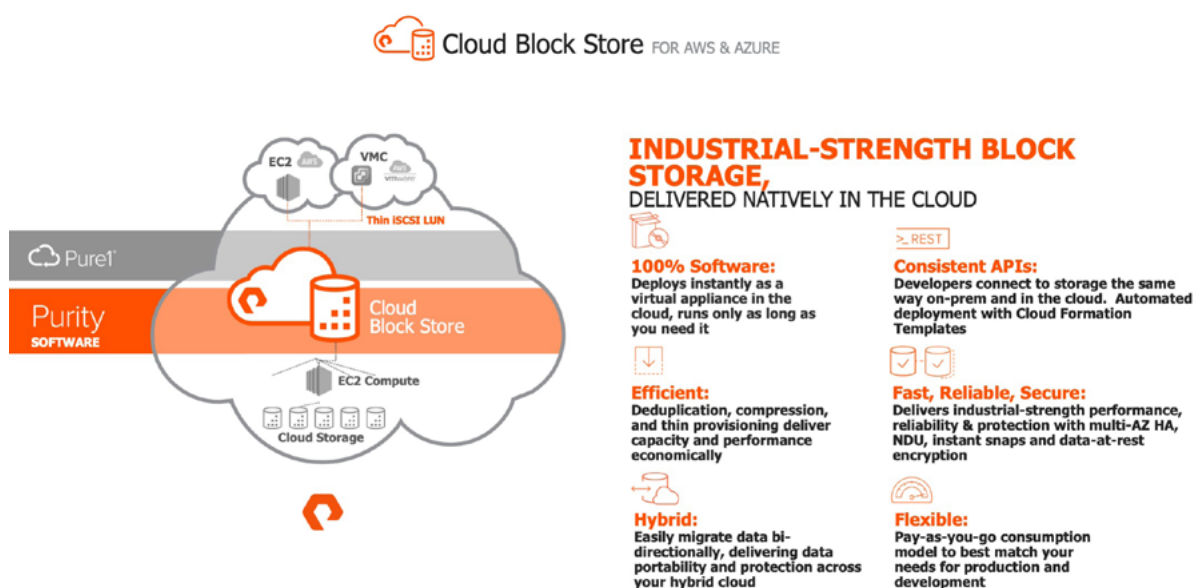 Cloud Block Store FOR AWS & AZURE
EC2
AWS
VMC
AWS
vmware
Thin iSCSI LUN
Pure1
Purity
SOFTWARE
Cloud
Block Store
EC2 Compute
Cloud Storage
INDUSTRIAL-STRENGTH BLOCK
STORAGE,
DELIVERED NATIVELY IN THE CLOUD
100% Software:
Deploys instantly as a
virtual appliance in the
cloud, runs only as long as
you need it
>_ REST
Consistent APIs:
Developers connect to storage the same
way on-prem and in the cloud. Automated
deployment with Cloud Formation
Templates
Efficient:
Deduplication, compression,
and thin provisioning deliver
capacity and performance
economically
Fast, Reliable, Secure:
Delivers industrial-strength performance,
reliability & protection with multi-AZ HA,
NDU, instant snaps and data-at-rest
encryption
Hybrid:
Easily migrate data bi-
directionally, delivering data
portability and protection across
your hybrid cloud
Flexible:
Pay-as-you-go consumption
model to best match your
needs for production and
development